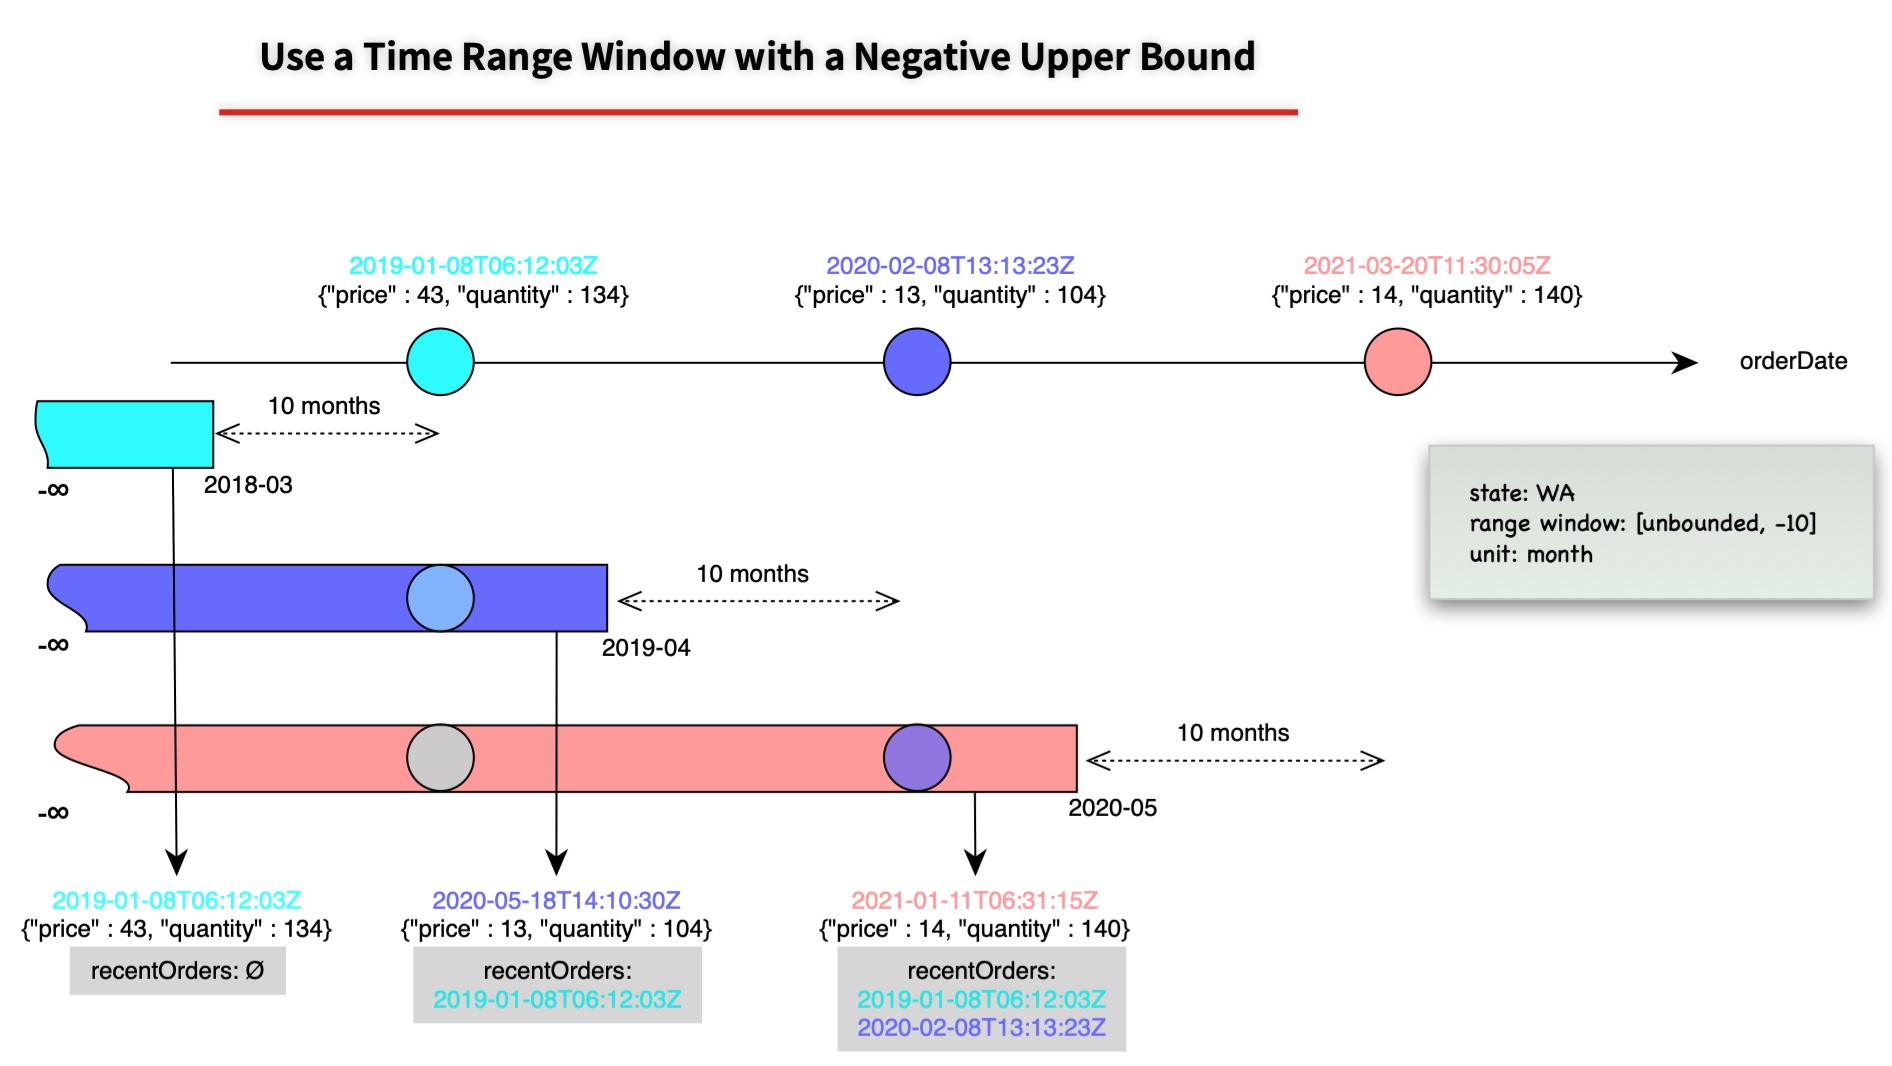 Use a Time Range Window with a Negative Upper Bound
2019-01-08T06:12:03Z
{"price" : 43, "quantity" : 134}
2020-02-08T13:13:23Z
{"price" : 13, "quantity" : 104}
2021-03-20T11:30:05Z
{"price" : 14, "quantity" : 140}
orderDate
10 months
-∞
2018-03
state: WA
range window: [unbounded, -10]
unit: month
10 months
-∞
2019-04
10 months
-∞
2020-05
2019-01-08T06:12:03Z
{"price" : 43, "quantity" : 134}
recentOrders: Ø
2020-05-18T14:10:30Z
{"price" : 13, "quantity" : 104}
recentOrders:
2019-01-08T06:12:03Z
2021-01-11T06:31:15Z
{"price" : 14, "quantity" : 140}
recentOrders:
2019-01-08T06:12:03Z
2020-02-08T13:13:23Z